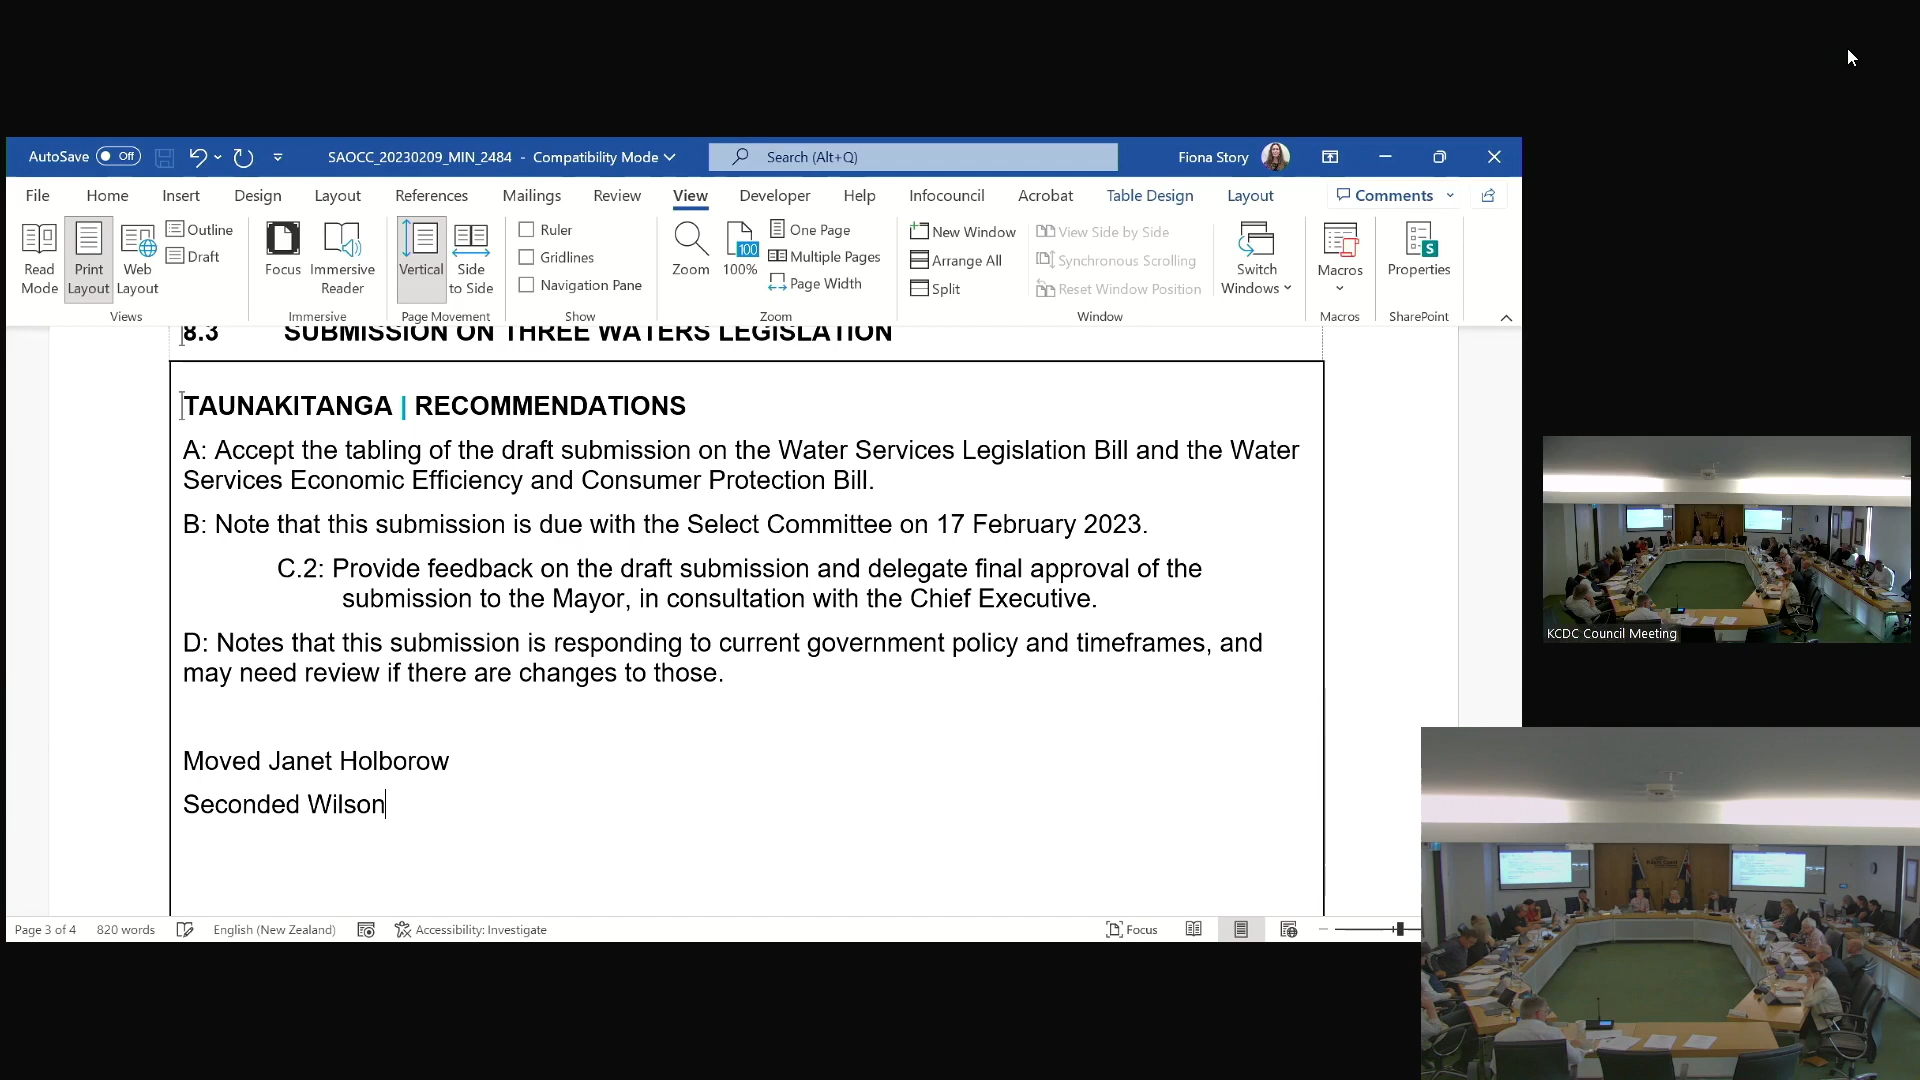 AutoSave Off SAOCC_20230209_MIN_2484 - Compatibility Mode Search (Alt+Q) Fiona Story
File Home Insert Design Layout References Mailings Review View Developer Help Infocouncil Acrobat Table Design Layout Comments
Read Mode
Print Layout
Web Layout
Outline
Draft
Views
Focus
Immersive Reader
Immersive
Vertical
Side to Side
Page Movement
Ruler
Gridlines
Navigation Pane
Show
Zoom
100
100%
One Page
Multiple Pages
Page Width
Zoom
New Window
Arrange All
Split
View Side by Side
Synchronous Scrolling
Reset Window Position
Switch Windows
Window
Macros
Macros
S
Properties
SharePoint
8.3 SUBMISSION ON THREE WATERS LEGISLATION
TAUNAKITANGA | RECOMMENDATIONS
A: Accept the tabling of the draft submission on the Water Services Legislation Bill and the Water
Services Economic Efficiency and Consumer Protection Bill.
B: Note that this submission is due with the Select Committee on 17 February 2023.
C.2: Provide feedback on the draft submission and delegate final approval of the
submission to the Mayor, in consultation with the Chief Executive.
D: Notes that this submission is responding to current government policy and timeframes, and
may need review if there are changes to those.
Moved Janet Holborow
Seconded Wilson
Page 3 of 4 820 words English (New Zealand) Accessibility: Investigate Focus
KCDC Council Meeting